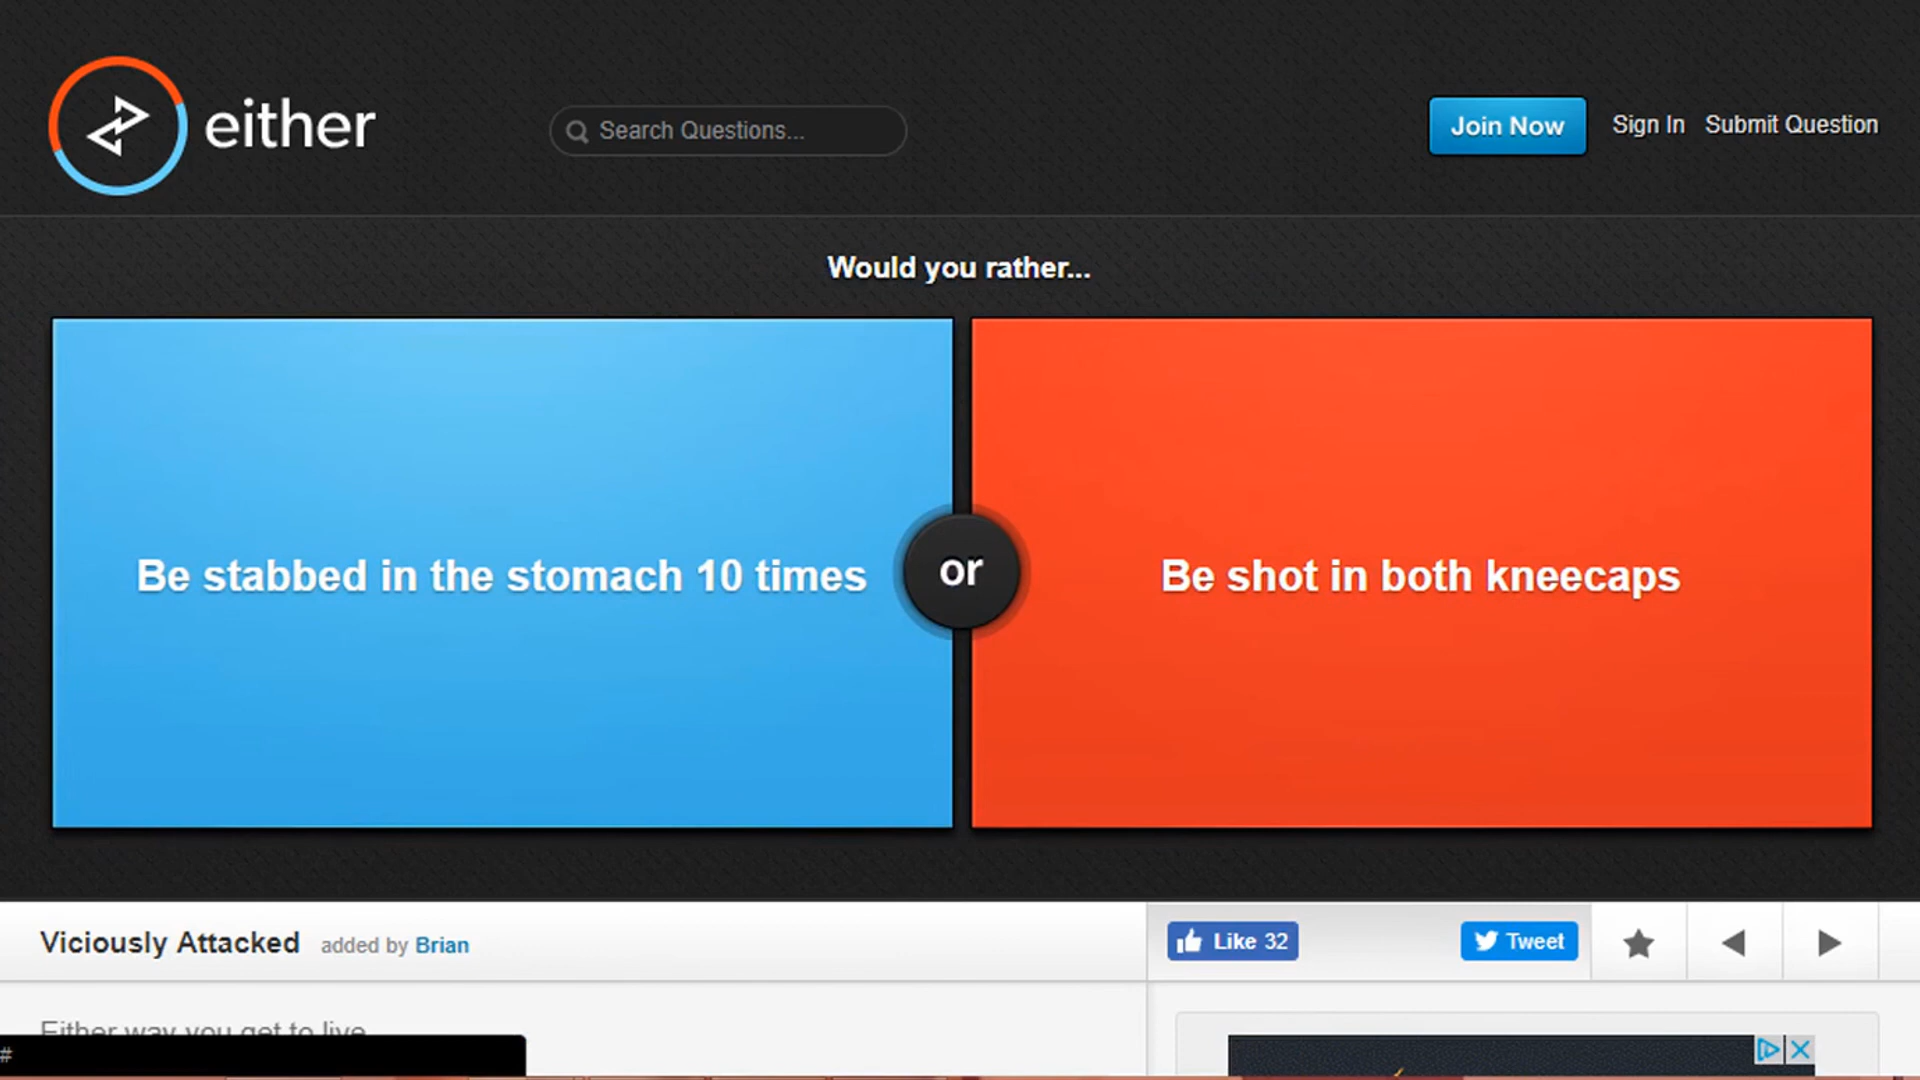 either
Search Questions...
Join Now
Sign In
Submit Question
Would you rather...
Be stabbed in the stomach 10 times
or
Be shot in both kneecaps
Viciously Attacked added by Brian
Like 32
Tweet
Either way you get to live
#